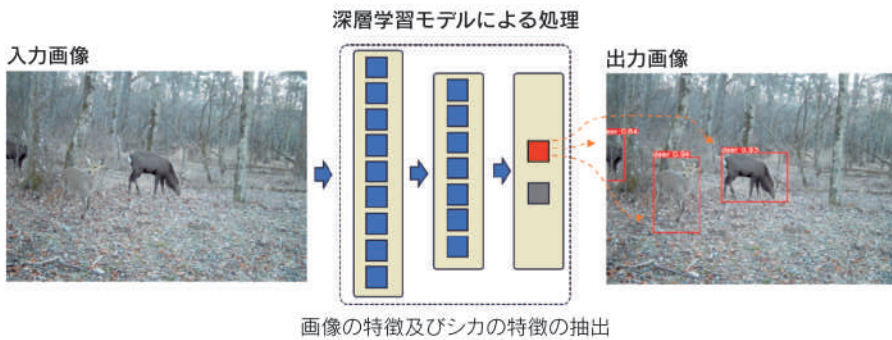 深層学習モデルによる処理
入力画像
出力画像
deer 0.84
deer 0.94
deer 0.93
画像の特徴及びシカの特徴の抽出